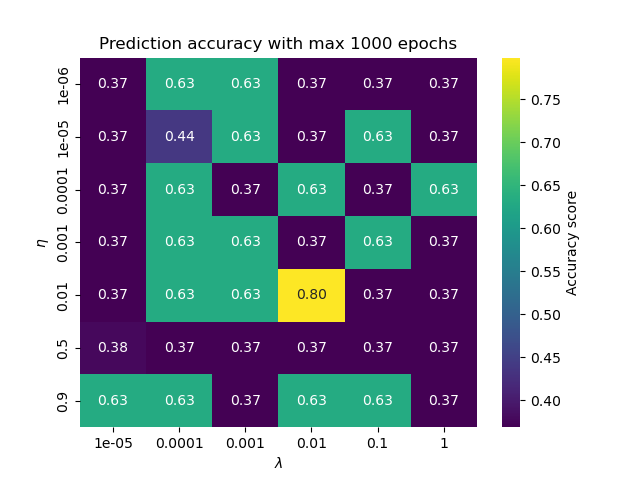 Prediction accuracy with max 1000 epochs
1e-06 0.37 0.63 0.63 0.37 0.37 0.37
1e-05 0.37 0.44 0.63 0.37 0.63 0.37
0.0001 0.37 0.63 0.37 0.63 0.37 0.63
0.001 0.37 0.63 0.63 0.37 0.63 0.37
0.01 0.37 0.63 0.63 0.80 0.37 0.37
0.5 0.38 0.37 0.37 0.37 0.37 0.37
0.9 0.63 0.63 0.37 0.63 0.63 0.37
η
1e-05 0.0001 0.001 0.01 0.1 1
λ
0.75
0.70
0.65
0.60
0.55
0.50
0.45
0.40
Accuracy score